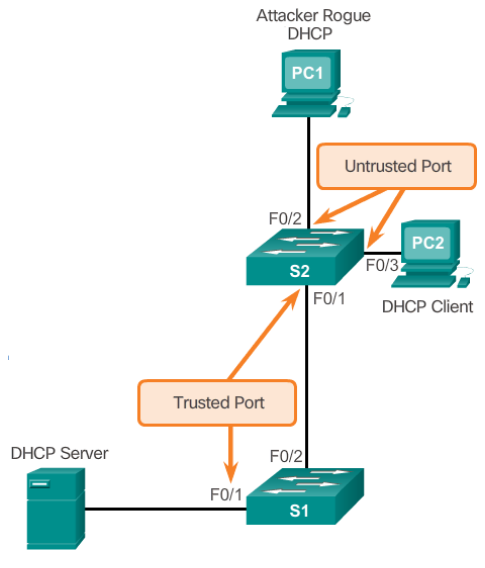 Attacker Rogue
DHCP
PC1
Untrusted Port
F0/2
PC2
S2
F0/3
F0/1
DHCP Client
Trusted Port
DHCP Server
F0/2
F0/1
S1